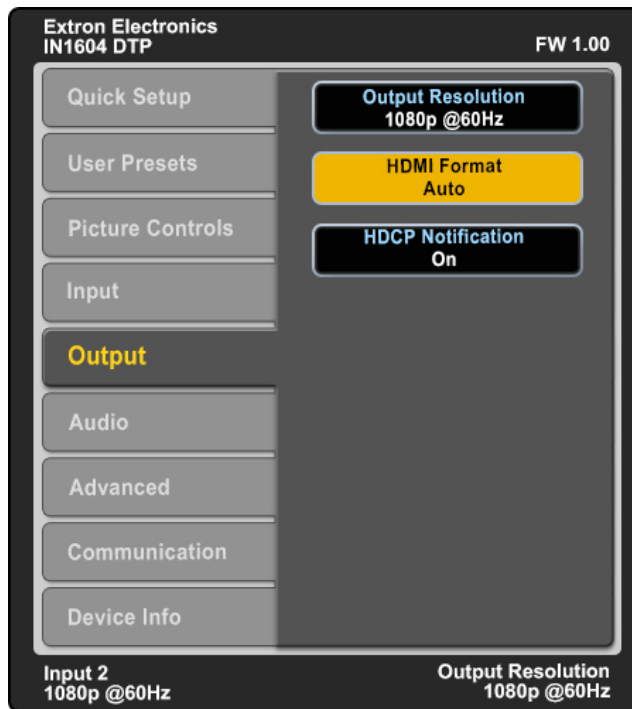 Extron Electronics
IN1604 DTP
FW 1.00
Quick Setup
User Presets
Picture Controls
Input
Output
Audio
Advanced
Communication
Device Info
Output Resolution
1080p @60Hz
HDMI Format
Auto
HDCP Notification
On
Input 2
1080p @60Hz
Output Resolution
1080p @60Hz